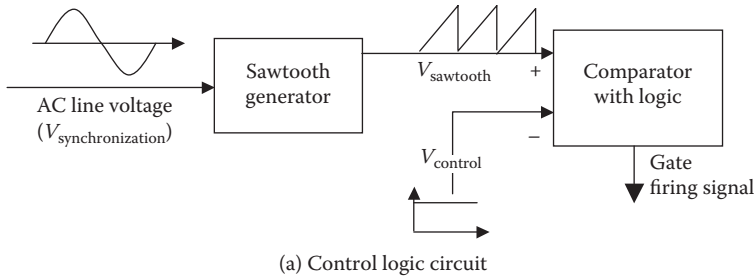 AC line voltage
(V_synchronization)
Sawtooth
generator
V_sawtooth
+
−
V_control
Comparator
with logic
Gate
firing signal
(a) Control logic circuit